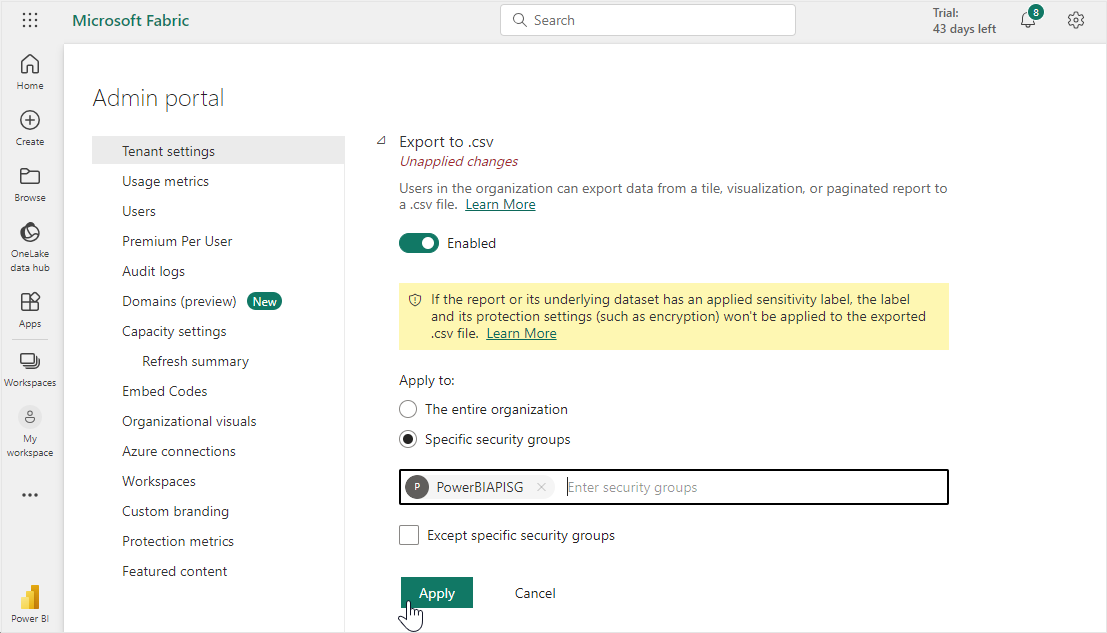 Microsoft Fabric
Search
Trial:
43 days left
8
Home
Create
Browse
OneLake
data hub
Apps
Workspaces
My
workspace
Power BI
Admin portal
Tenant settings
Usage metrics
Users
Premium Per User
Audit logs
Domains (preview) New
Capacity settings
Refresh summary
Embed Codes
Organizational visuals
Azure connections
Workspaces
Custom branding
Protection metrics
Featured content
Export to .csv
Unapplied changes
Users in the organization can export data from a tile, visualization, or paginated report to
a .csv file. Learn More
Enabled
If the report or its underlying dataset has an applied sensitivity label, the label
and its protection settings (such as encryption) won't be applied to the exported
.csv file. Learn More
Apply to:
The entire organization
Specific security groups
P PowerBIAPISG Enter security groups
Except specific security groups
Apply Cancel